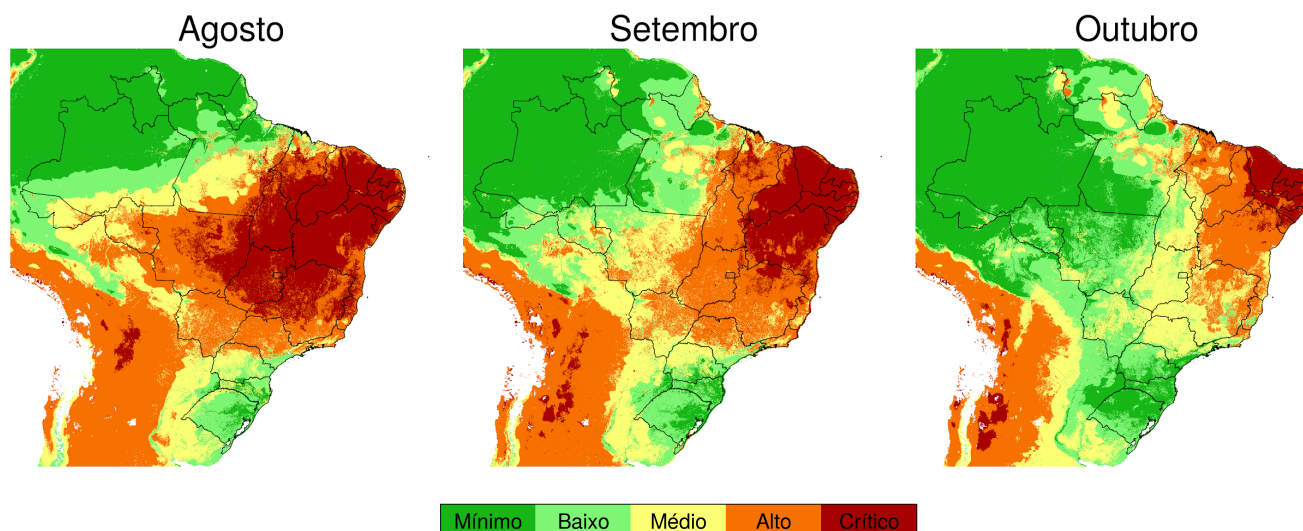 Agosto
Setembro
Outubro
Mínimo
Baixo
Médio
Alto
Crítico